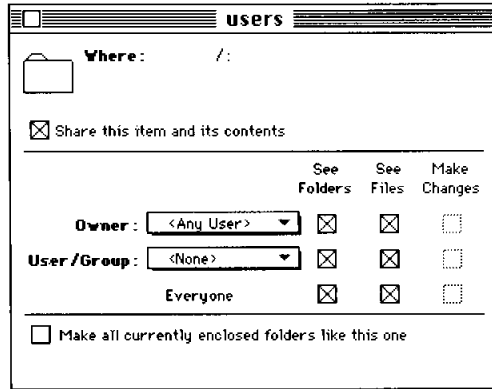 users
Where: /:
Share this item and its contents
See See Make
Folders Files Changes
Owner: <Any User>
User/Group: <None>
Everyone
Make all currently enclosed folders like this one